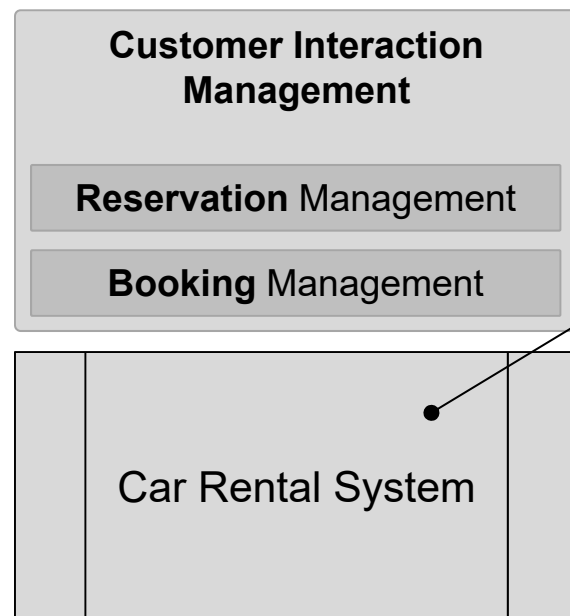 Customer Interaction
Management
Reservation Management
Booking Management
Car Rental System